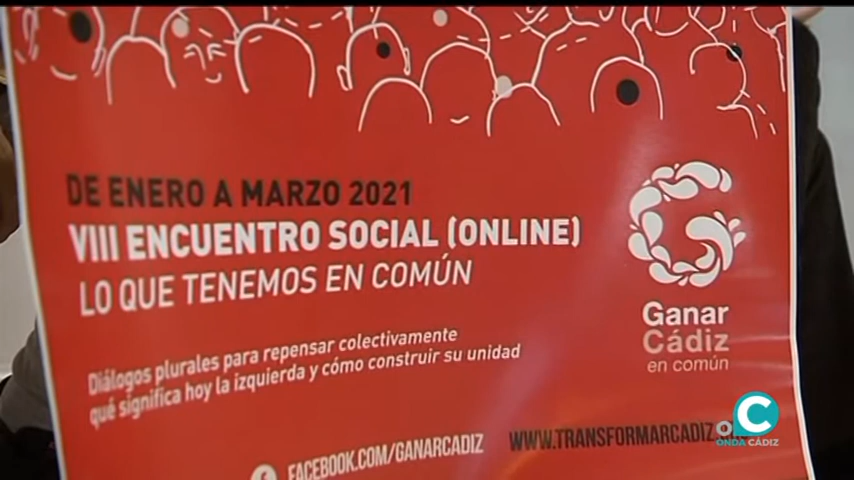 DE ENERO A MARZO 2021
VIII ENCUENTRO SOCIAL (ONLINE)
LO QUE TENEMOS EN COMÚN
Diálogos plurales para repensar colectivamente
qué significa hoy la izquierda y cómo construir su unidad
Ganar
Cádiz
en común
FACEBOOK.COM/GANARCADIZ
WWW.TRANSFORMARCADIZ.
ONDA CÁDIZ